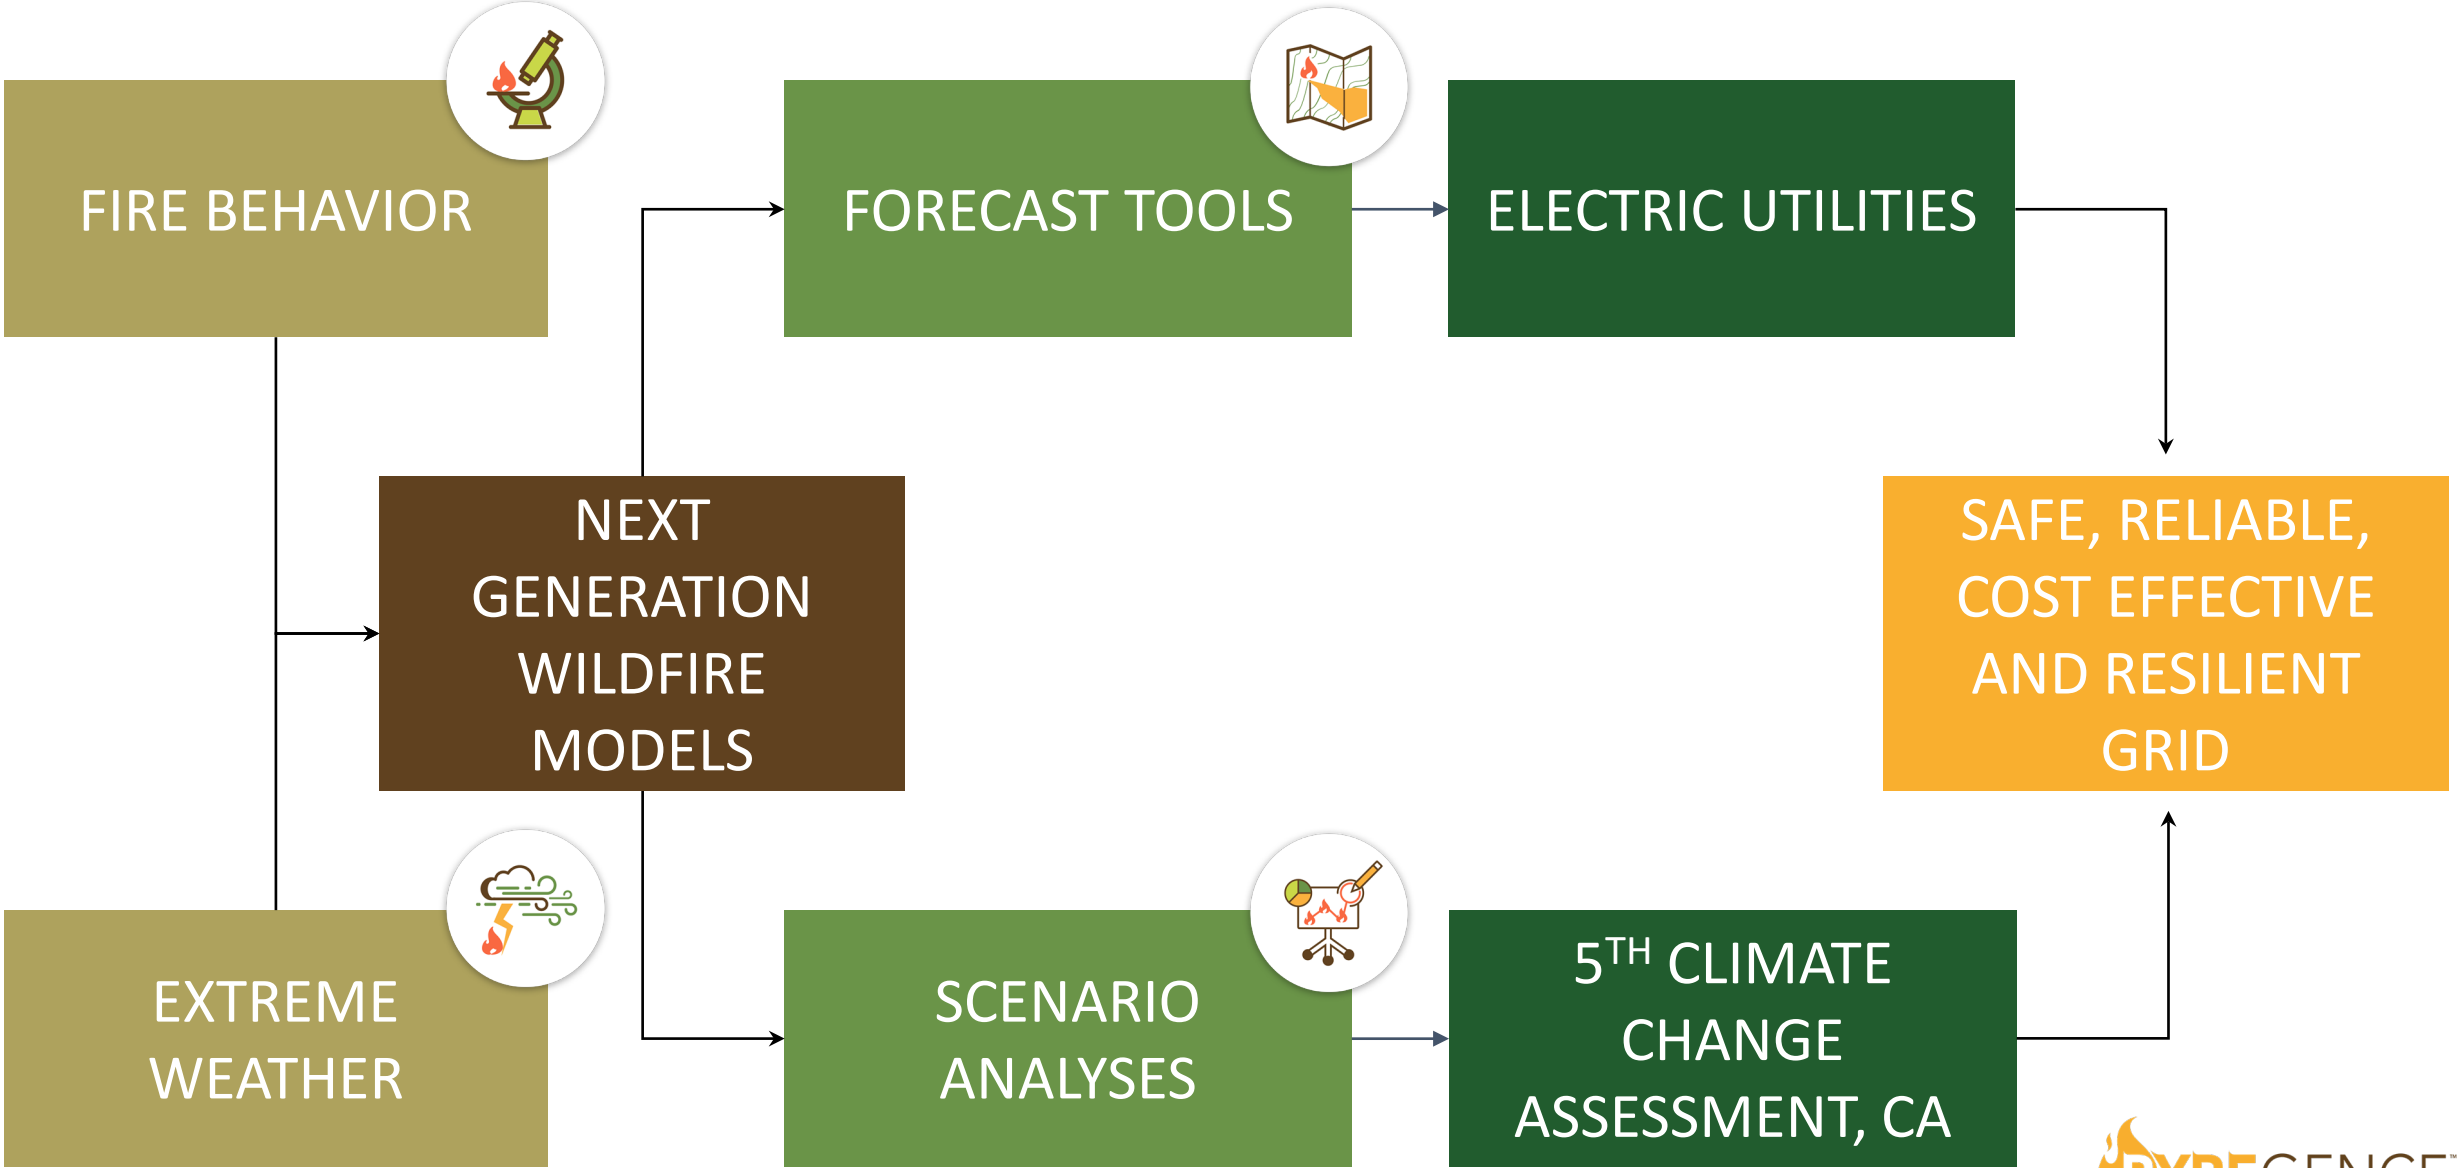 FIRE BEHAVIOR
FORECAST TOOLS
ELECTRIC UTILITIES
NEXT
GENERATION
WILDFIRE
MODELS
SAFE, RELIABLE,
COST EFFECTIVE
AND RESILIENT
GRID
EXTREME
WEATHER
SCENARIO
ANALYSES
5TH CLIMATE
CHANGE
ASSESSMENT, CA